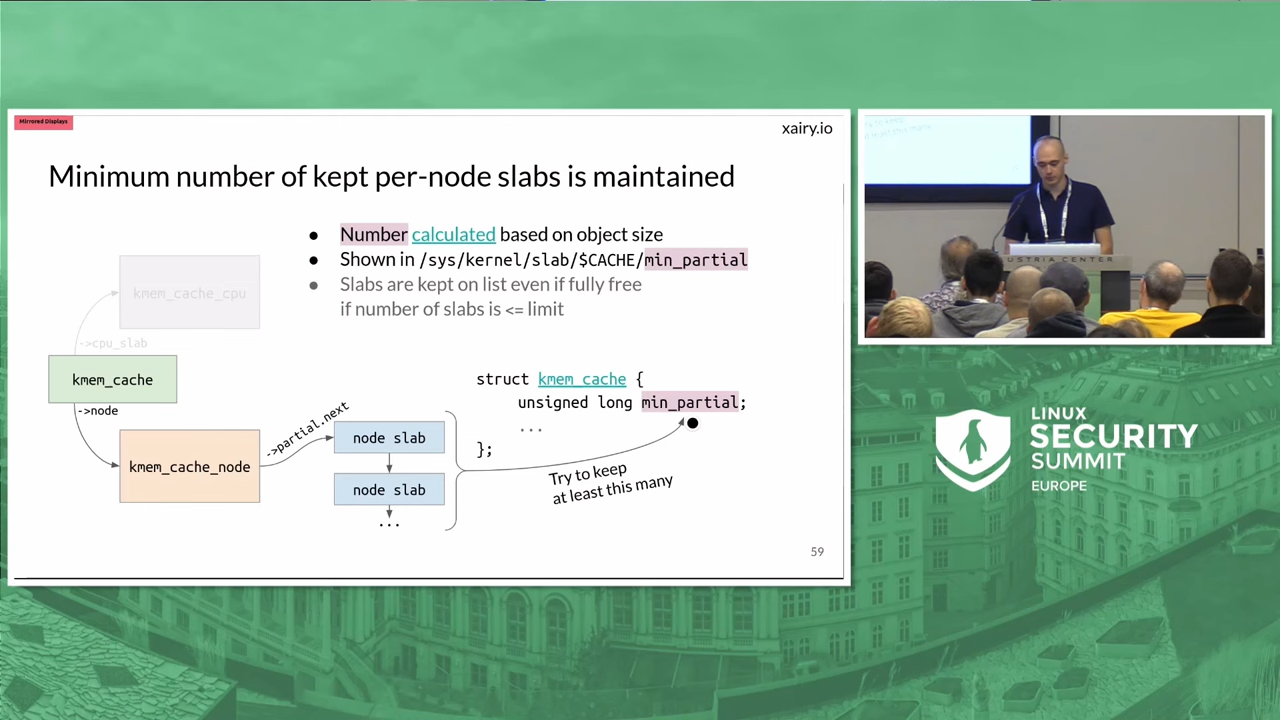 Mirrored Displays
xairy.io
Minimum number of kept per-node slabs is maintained
● Number calculated based on object size
● Shown in /sys/kernel/slab/$CACHE/min_partial
● Slabs are kept on list even if fully free
if number of slabs is <= limit
kmem_cache_cpu
->cpu_slab
kmem_cache
->node
kmem_cache_node
->partial.next
node slab
node slab
...
struct kmem_cache {
unsigned long min_partial;
...
};
Try to keep
at least this many
59
USTRIA CENTER
LINUX
SECURITY
SUMMIT
EUROPE